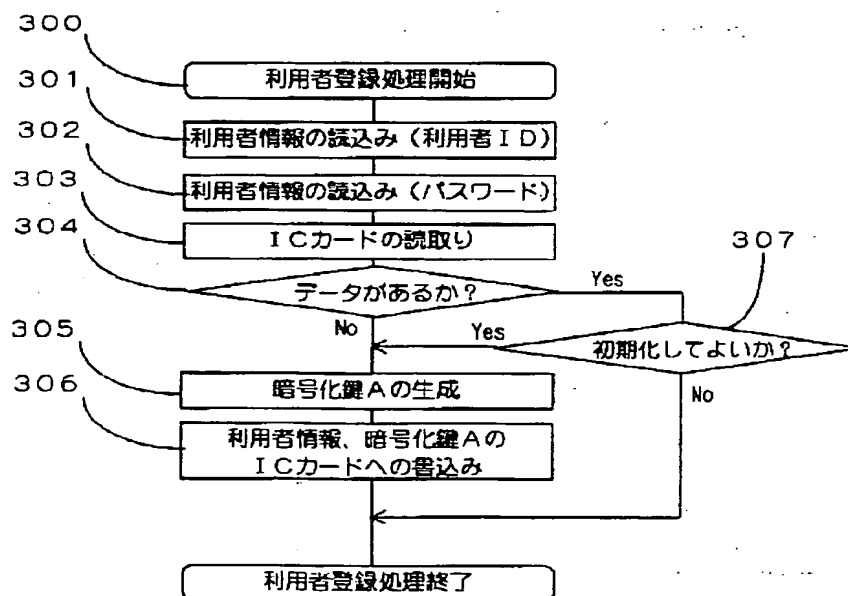 ３００
利用者登録処理開始
３０１
利用者情報の読込み（利用者ＩＤ）
３０２
利用者情報の読込み（パスワード）
３０３
ＩＣカードの読取り
３０４
データがあるか？
Yes
No
３０７
初期化してよいか？
Yes
No
３０５
暗号化鍵Ａの生成
３０６
利用者情報、暗号化鍵Ａの
ＩＣカードへの書込み
利用者登録処理終了